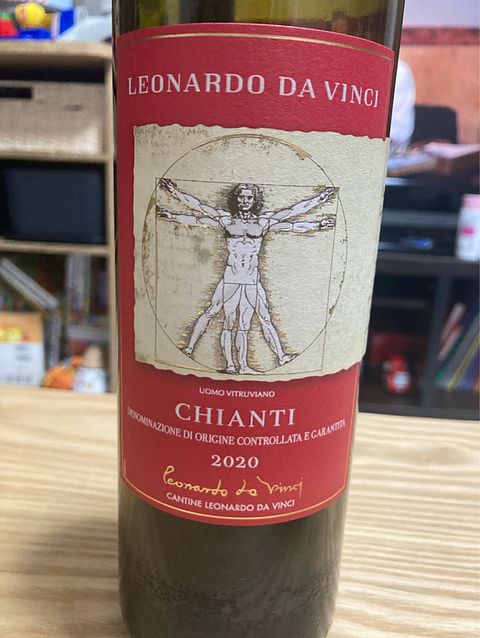 LEONARDO DA VINCI
UOMO VITRUVIANO
CHIANTI
DENOMINAZIONE DI ORIGINE CONTROLLATA E GARANTITA
2020
Leonardo da Vinci
CANTINE LEONARDO DA VINCI